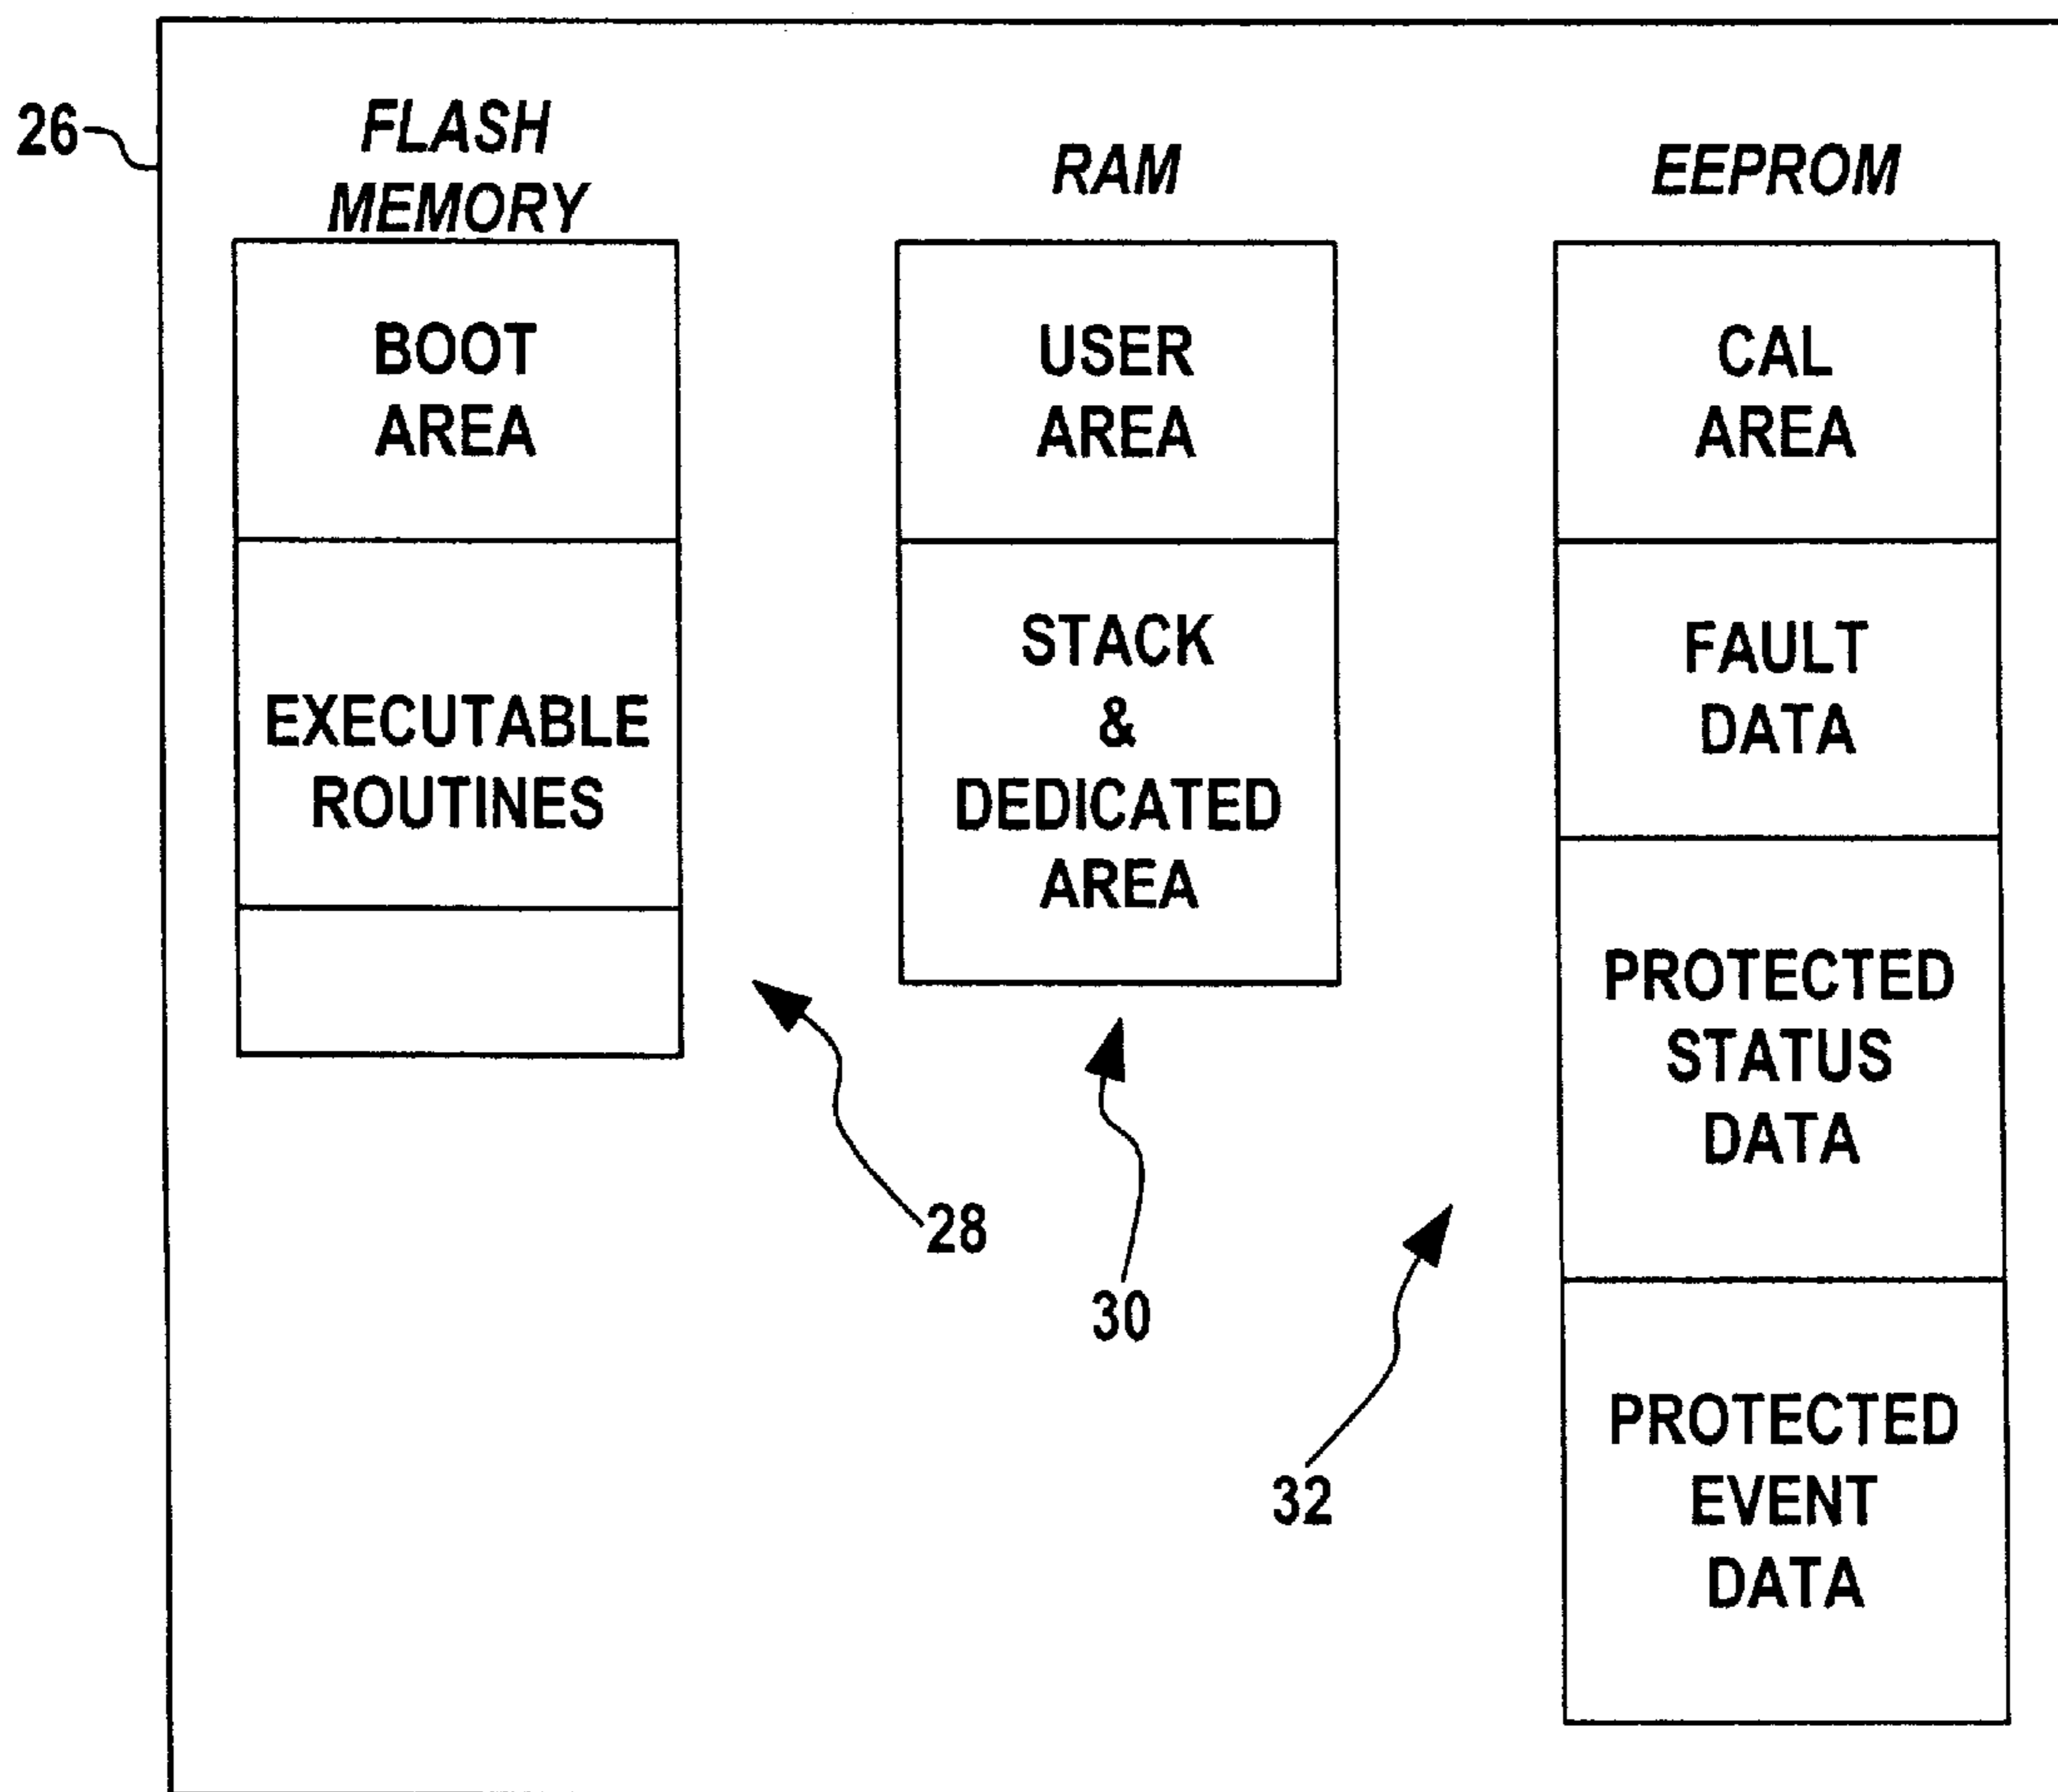 26
FLASH
MEMORY
BOOT
AREA
EXECUTABLE
ROUTINES
28
RAM
USER
AREA
STACK
&
DEDICATED
AREA
30
EEPROM
CAL
AREA
FAULT
DATA
PROTECTED
STATUS
DATA
PROTECTED
EVENT
DATA
32